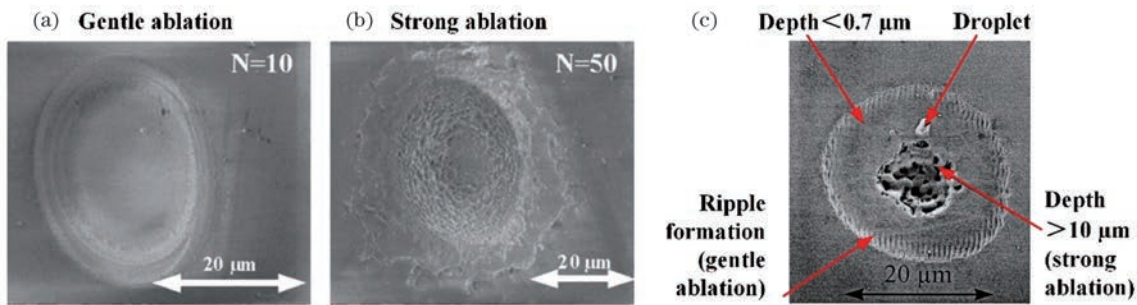 (a) Gentle ablation
N=10
20 μm
(b) Strong ablation
N=50
20 μm
(c)
Depth<0.7 μm
Droplet
Ripple
formation
(gentle
ablation)
20 μm
Depth
>10 μm
(strong
ablation)